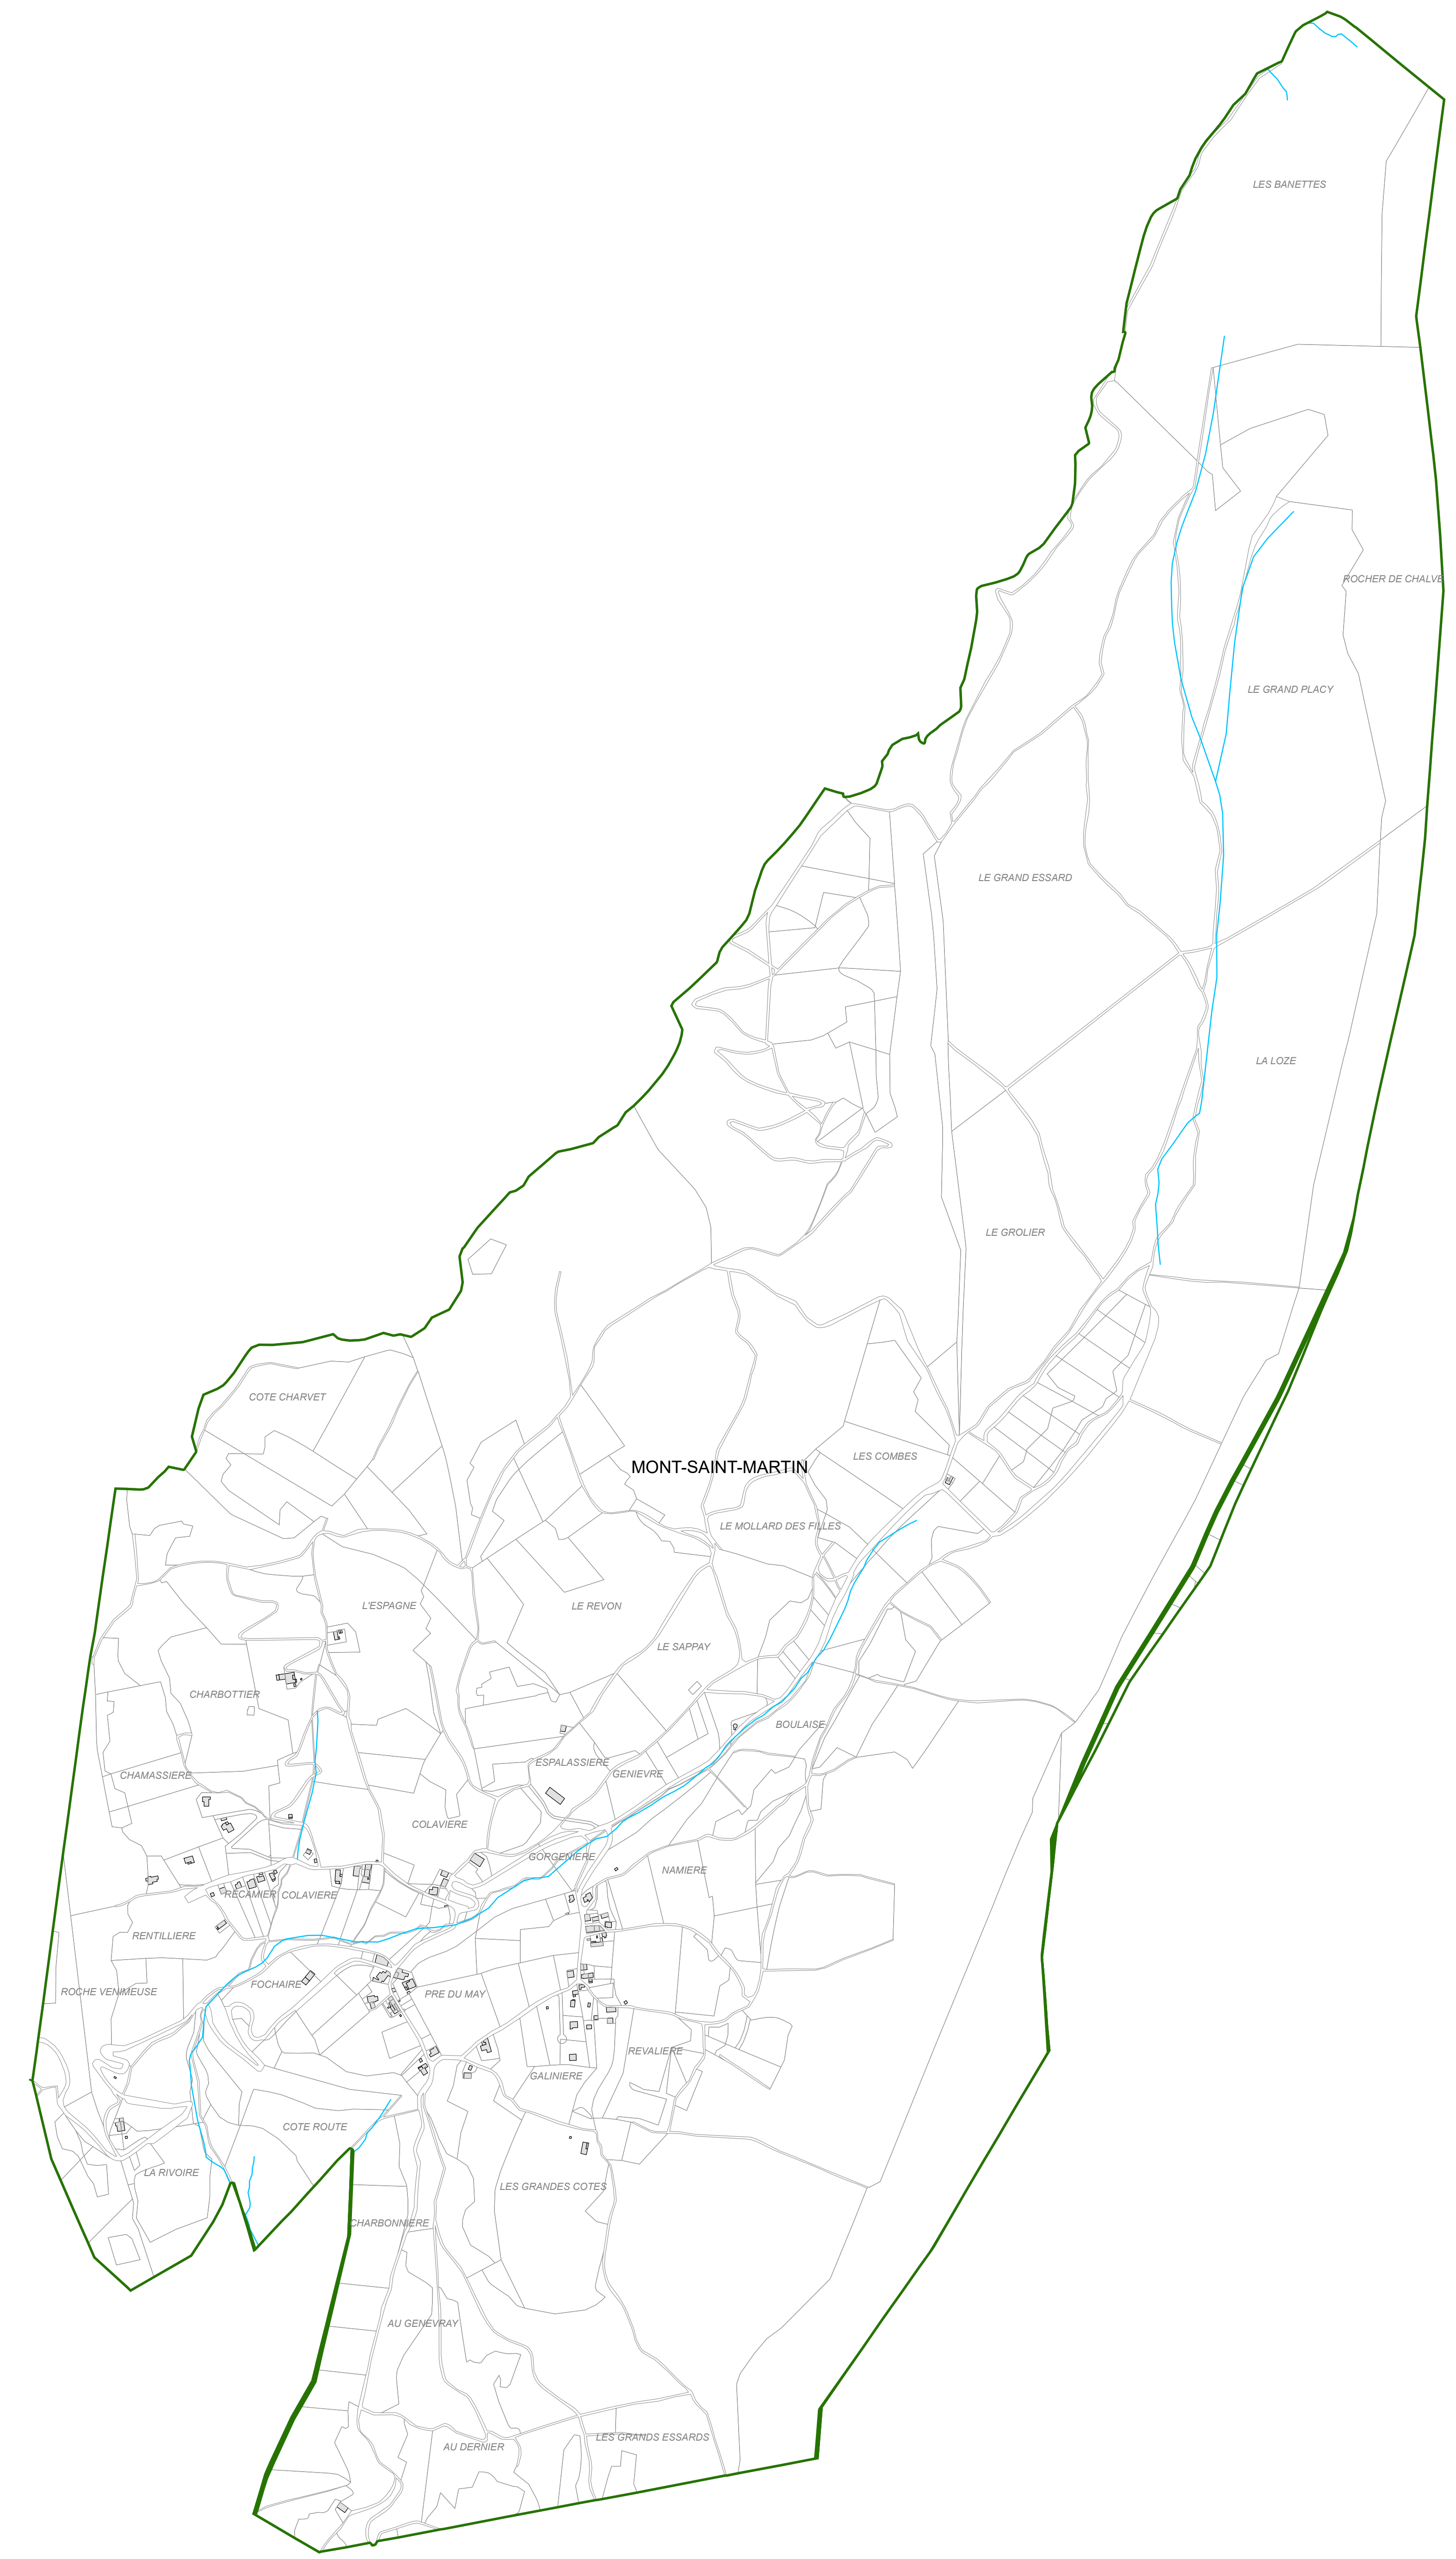 LES BANETTES
ROCHER DE CHALVE
LE GRAND PLACY
LE GRAND ESSARD
LA LOZE
LE GROLIER
COTE CHARVET
LES COMBES
MONT-SAINT-MARTIN
LE MOLLARD DES FILLES
L'ESPAGNE
LE REVON
LE SAPPAY
CHARBOTTIER
BOULAISE
ESPALASSIERE
CHAMASSIERE
GENIEVRE
COLAVIERE
GORGENIERE
NAMIERE
RECAMIER
COLAVIERE
RENTILLIERE
FOCHAIRE
ROCHE VENIMEUSE
PRE DU MAY
REVALIERE
GALINIERE
COTE ROUTE
LA RIVOIRE
LES GRANDES COTES
CHARBONNIERE
AU GENEVRAY
LES GRANDS ESSARDS
AU DERNIER